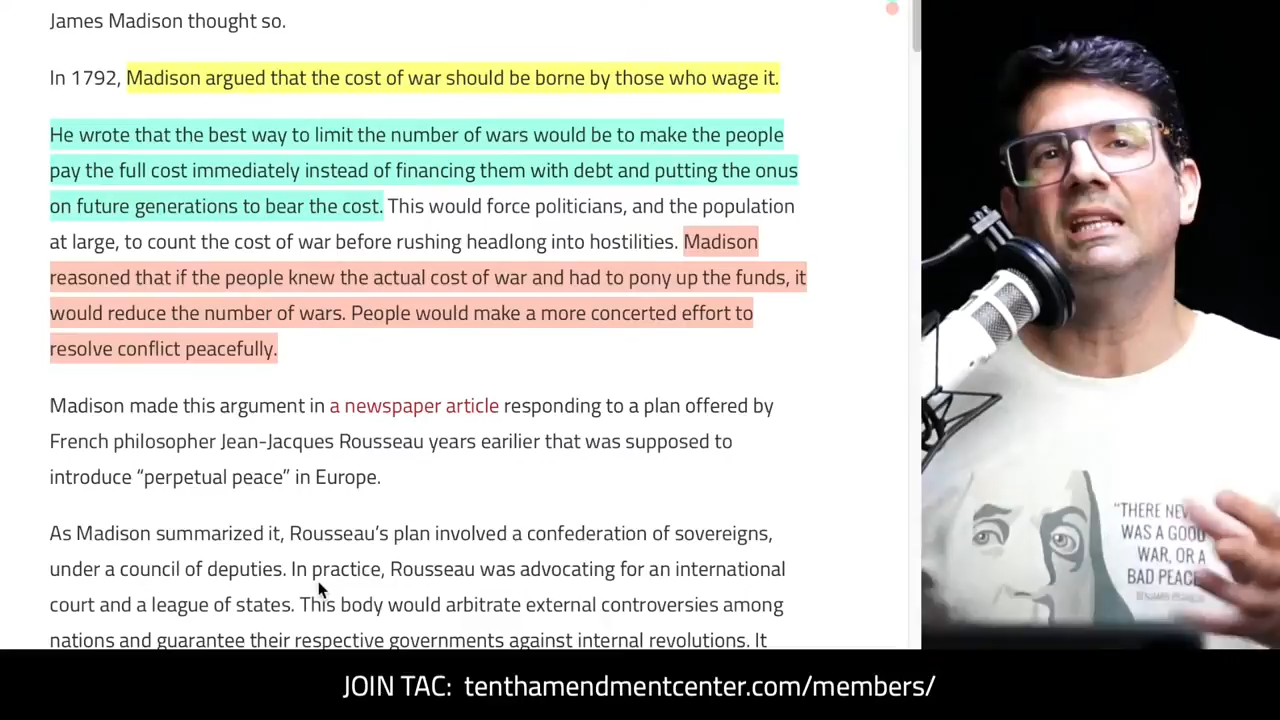 James Madison thought so.
In 1792, Madison argued that the cost of war should be borne by those who wage it.
He wrote that the best way to limit the number of wars would be to make the people
pay the full cost immediately instead of financing them with debt and putting the onus
on future generations to bear the cost. This would force politicians, and the population
at large, to count the cost of war before rushing headlong into hostilities. Madison
reasoned that if the people knew the actual cost of war and had to pony up the funds, it
would reduce the number of wars. People would make a more concerted effort to
resolve conflict peacefully.
Madison made this argument in a newspaper article responding to a plan offered by
French philosopher Jean-Jacques Rousseau years earilier that was supposed to
introduce “perpetual peace” in Europe.
As Madison summarized it, Rousseau’s plan involved a confederation of sovereigns,
under a council of deputies. In practice, Rousseau was advocating for an international
court and a league of states. This body would arbitrate external controversies among
nations and guarantee their respective governments against internal revolutions. It
"THERE
WAS A GOOD
WAR, OR A
BAD PEACE
BENJAMIN
JOIN TAC: tenthamendmentcenter.com/members/